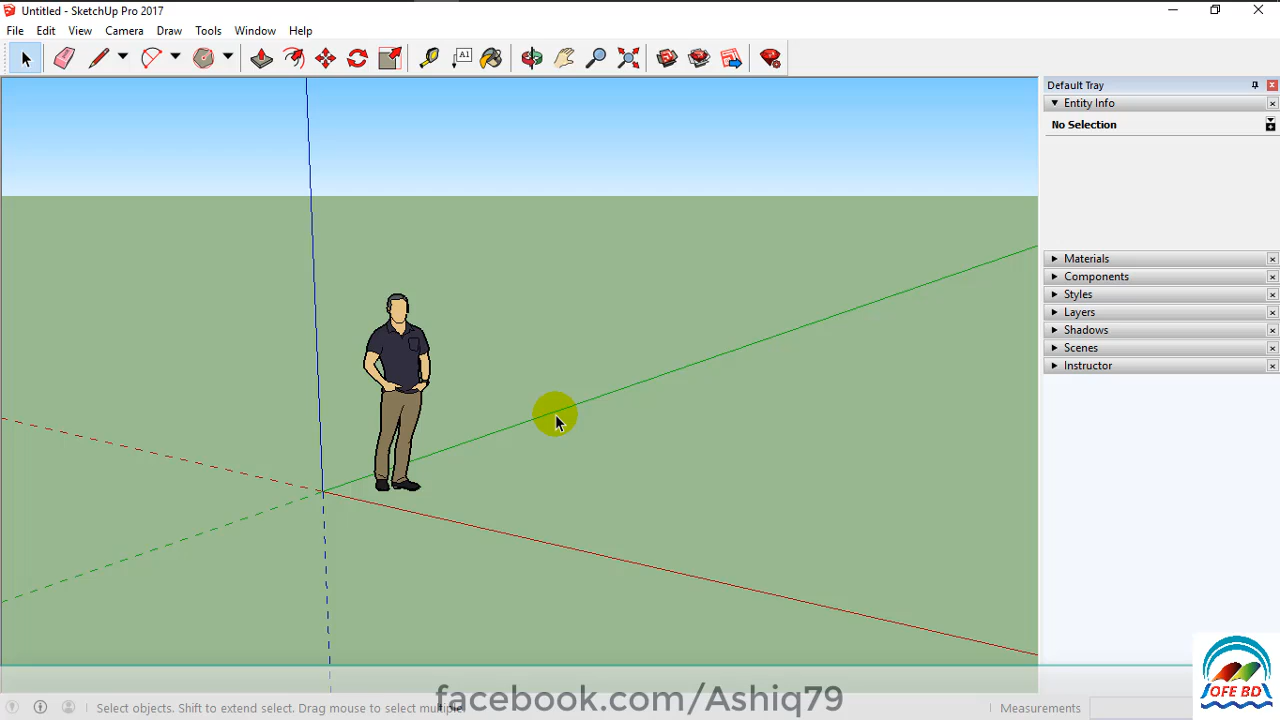 Untitled - SketchUp Pro 2017
File Edit View Camera Draw Tools Window Help
A1
Default Tray
Entity Info
No Selection
Materials
Components
Styles
Layers
Shadows
Scenes
Instructor
OFE BD
facebook.com/Ashiq79
Select objects. Shift to extend select. Drag mouse to select multiple.
Measurements